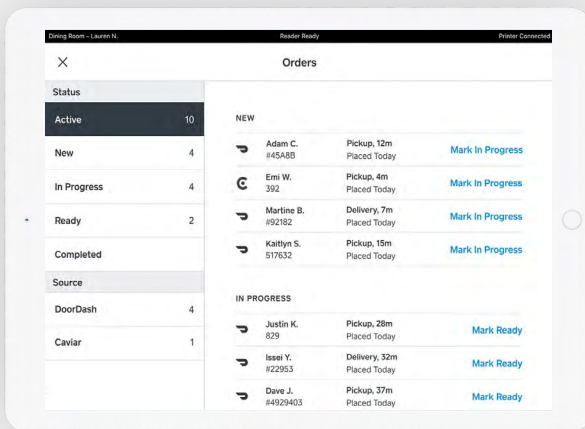 Dining Room – Lauren N.
Reader Ready
Printer Connected
Orders
Status
Active 10
New 4
In Progress 4
Ready 2
Completed
Source
DoorDash 4
Caviar 1
NEW
Adam C. Pickup, 12m
#45A8B Placed Today Mark In Progress
Emi W. Pickup, 4m
392 Placed Today Mark In Progress
Martine B. Delivery, 7m
#92182 Placed Today Mark In Progress
Kaitlyn S. Pickup, 15m
517632 Placed Today Mark In Progress
IN PROGRESS
Justin K. Pickup, 28m
829 Placed Today Mark Ready
Issei Y. Delivery, 32m
#22953 Placed Today Mark Ready
Dave J. Pickup, 37m
#4929403 Placed Today Mark Ready